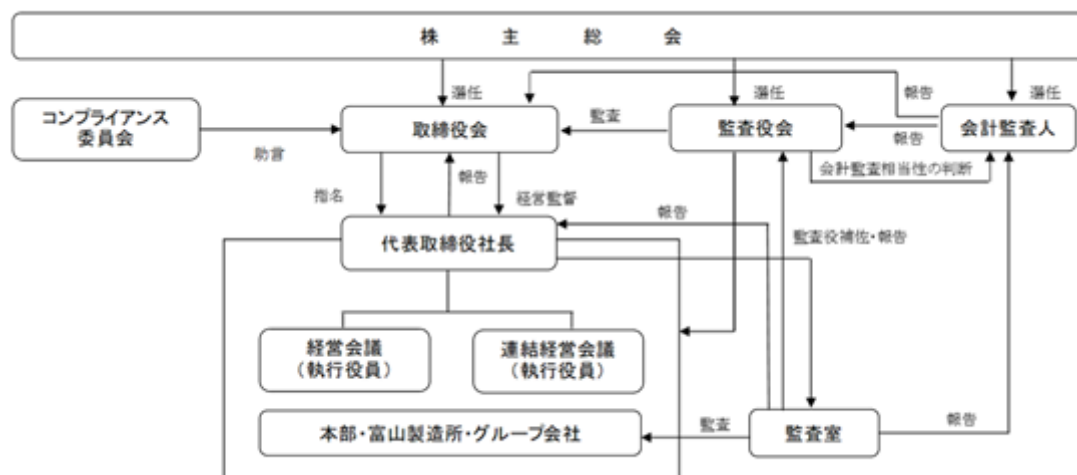 株主総会
選任
選任
報告
選任
コンプライアンス
委員会
取締役会
監査
監査役会
報告
会計監査人
助言
会計監査相当性の判断
指名
報告
経営監督
報告
監査役補佐・報告
代表取締役社長
経営会議
（執行役員）
連結経営会議
（執行役員）
本部・富山製造所・グループ会社
監査
監査室
報告